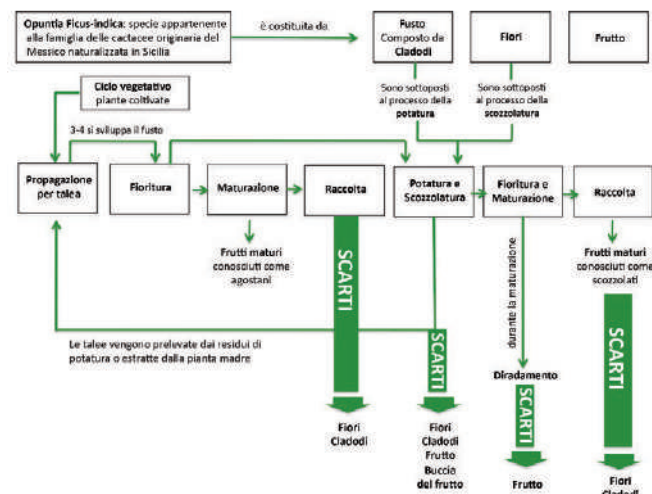 Opuntia Ficus-indica: specie appartenente
alla famiglia delle cactacee originaria del
Messico naturalizzata in Sicilia
è costituita da
Fusto
Composto da
Cladodi
Fiori
Frutto
Ciclo vegetativo
piante coltivate
Sono sottoposti
al processo della
potatura
Sono sottoposti
al processo della
scozzolatura
3-4 si sviluppa il fusto
Propagazione
per talea
Fioritura
Maturazione
Raccolta
Potatura e
Scozzolatura
Fioritura e
Maturazione
Raccolta
Frutti maturi
conosciuti come
agostani
SCARTI
durante la maturazione
Frutti maturi
conosciuti come
scozzolati
Le talee vengono prelevate dai residui di
potatura o estratte dalla pianta madre
SCARTI
Diradamento
SCARTI
SCARTI
Fiori
Cladodi
Fiori
Cladodi
Frutto
Buccia
del frutto
Frutto
Fiori
Cladodi